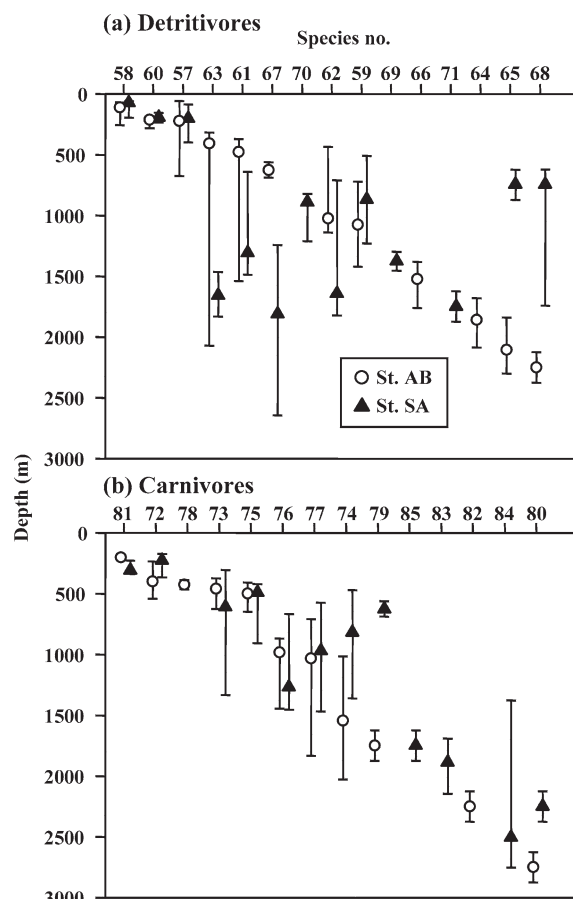 (a) Detritivores
Species no.
58 60 57 63 61 67 70 62 59 69 66 71 64 65 68
0
500
1000
1500
2000
2500
3000
St. AB
St. SA
Depth (m)
(b) Carnivores
81 72 78 73 75 76 77 74 79 85 83 82 84 80
0
500
1000
1500
2000
2500
3000